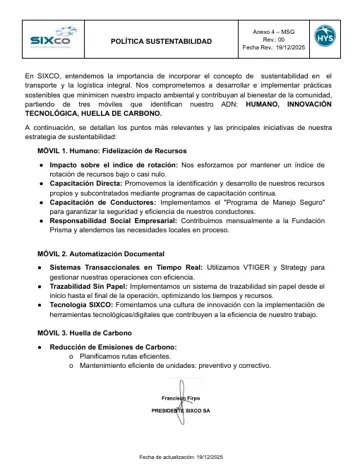 SIXCO
POLÍTICA SUSTENTABILIDAD
Anexo 4 – MSG
Rev.: 00
Fecha Rev.: 19/12/2025
HYS
En SIXCO, entendemos la importancia de incorporar el concepto de sustentabilidad en el
transporte y la logística integral. Nos comprometemos a desarrollar e implementar prácticas
sostenibles que minimicen nuestro impacto ambiental y contribuyan al bienestar de la comunidad,
partiendo de tres móviles que identifican nuestro ADN: HUMANO, INNOVACIÓN
TECNOLÓGICA, HUELLA DE CARBONO.
A continuación, se detallan los puntos más relevantes y las principales iniciativas de nuestra
estrategia de sustentabilidad:
MÓVIL 1. Humano: Fidelización de Recursos
● Impacto sobre el índice de rotación: Nos esforzamos por mantener un índice de
rotación de recursos bajo o casi nulo.
● Capacitación Directa: Promovemos la identificación y desarrollo de nuestros recursos
propios y subcontratados mediante programas de capacitación continua.
● Capacitación de Conductores: Implementamos el "Programa de Manejo Seguro"
para garantizar la seguridad y eficiencia de nuestros conductores.
● Responsabilidad Social Empresarial: Contribuimos mensualmente a la Fundación
Prisma y atendemos las necesidades locales en proceso.
MÓVIL 2. Automatización Documental
● Sistemas Transaccionales en Tiempo Real: Utilizamos VTIGER y Strategy para
gestionar nuestras operaciones con eficiencia.
● Trazabilidad Sin Papel: Implementamos un sistema de trazabilidad sin papel desde el
inicio hasta el final de la operación, optimizando los tiempos y recursos.
● Tecnología SIXCO: Fomentamos una cultura de innovación con la implementación de
herramientas tecnológicas/digitales que contribuyen a la eficiencia de nuestro trabajo.
MÓVIL 3. Huella de Carbono
● Reducción de Emisiones de Carbono:
o Planificamos rutas eficientes.
o Mantenimiento eficiente de unidades: preventivo y correctivo.
Francisco Firpo
PRESIDENTE SIXCO SA
Fecha de actualización: 19/12/2025